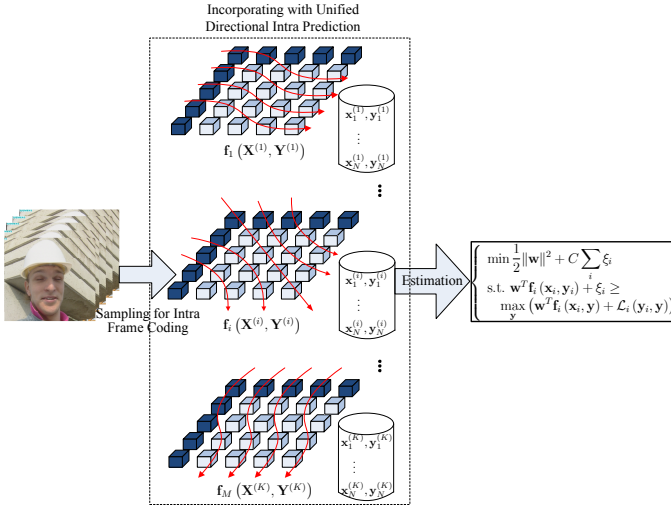 Incorporating with Unified
Directional Intra Prediction
x_1^{(1)}, y_1^{(1)}
⋮
x_N^{(1)}, y_N^{(1)}
f_1 (X^{(1)}, Y^{(1)})
⋮
x_1^{(i)}, y_1^{(i)}
⋮
x_N^{(i)}, y_N^{(i)}
f_i (X^{(i)}, Y^{(i)})
Sampling for Intra
Frame Coding
Estimation
min 1/2 ‖w‖² + C ∑_i ξ_i
s.t. w^T f_i (x_i, y_i) + ξ_i ≥
max_y (w^T f_i (x_i, y) + L_i (y_i, y))
⋮
x_1^{(K)}, y_1^{(K)}
⋮
x_N^{(K)}, y_N^{(K)}
f_M (X^{(K)}, Y^{(K)})